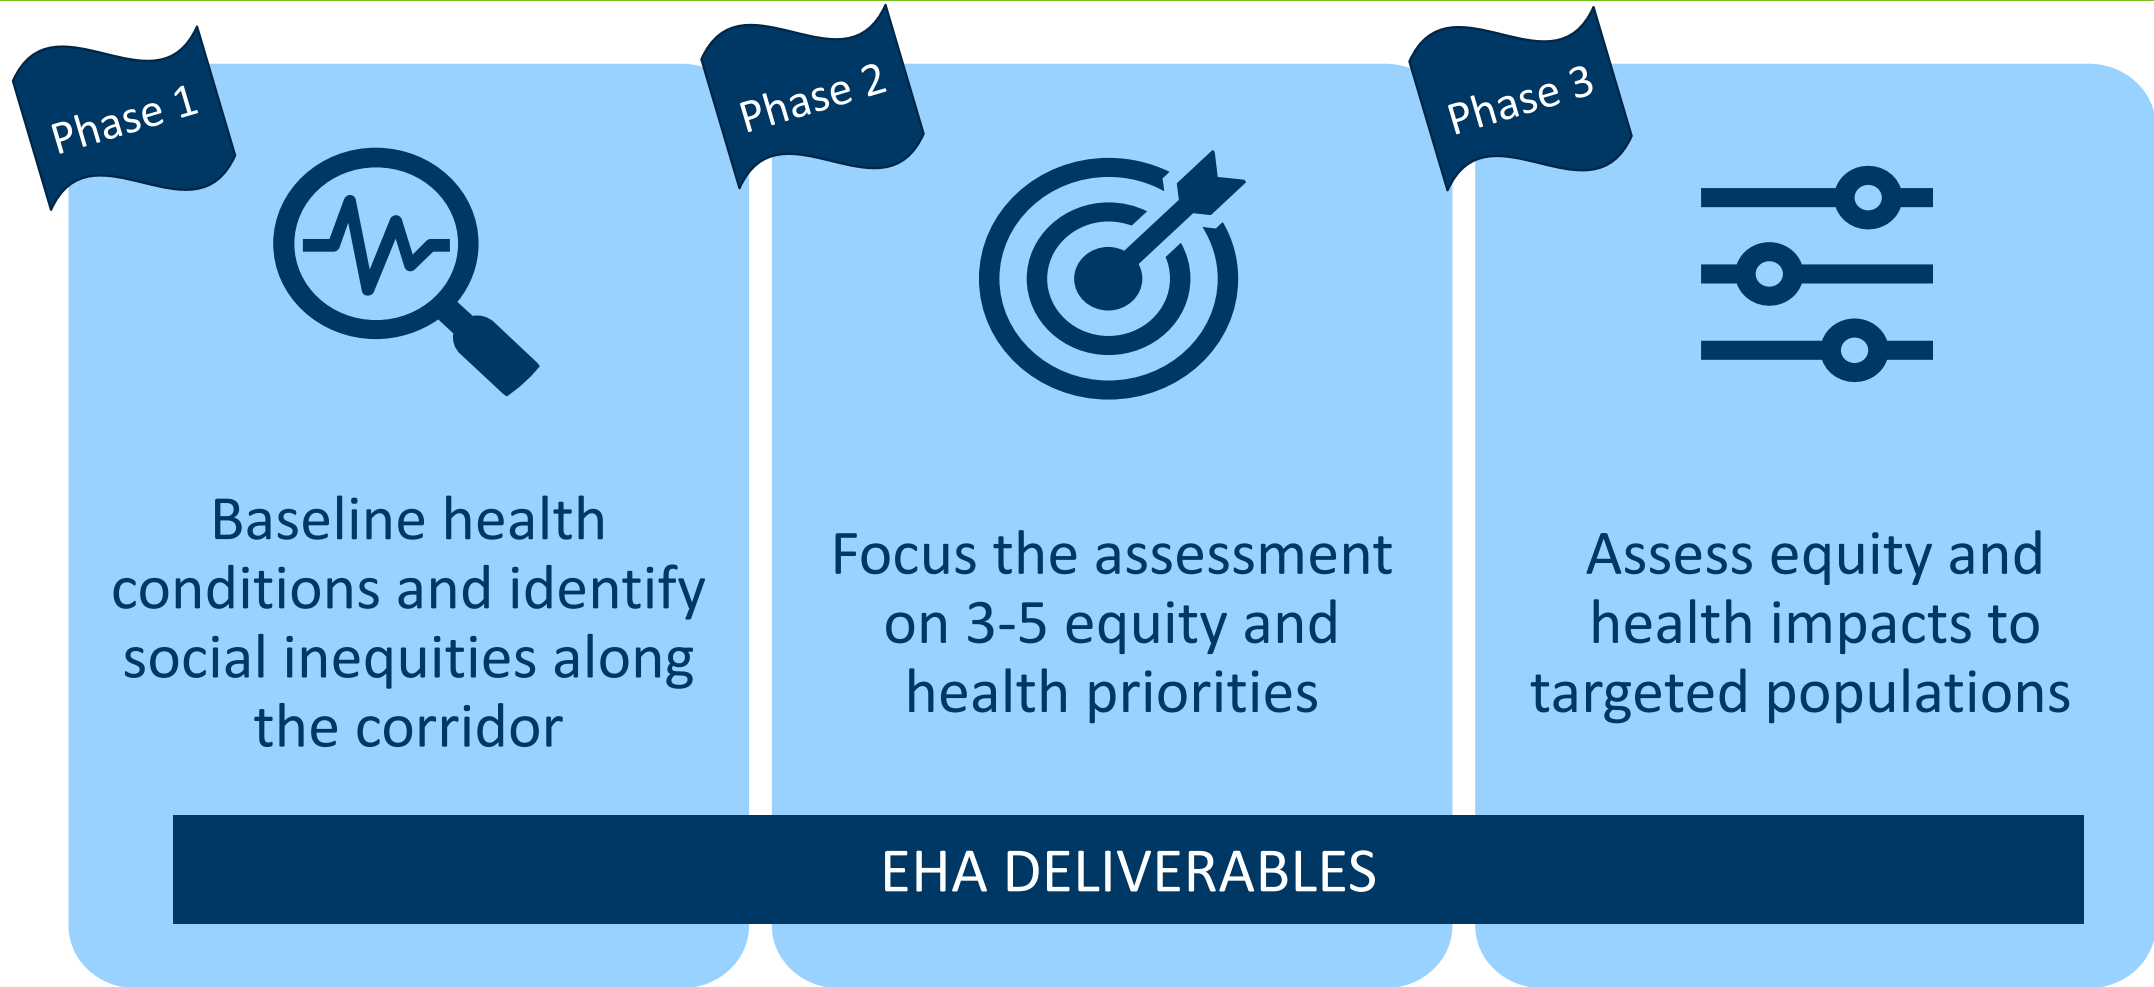 Phase 1
Baseline health
conditions and identify
social inequities along
the corridor
Phase 2
Focus the assessment
on 3-5 equity and
health priorities
Phase 3
Assess equity and
health impacts to
targeted populations
EHA DELIVERABLES